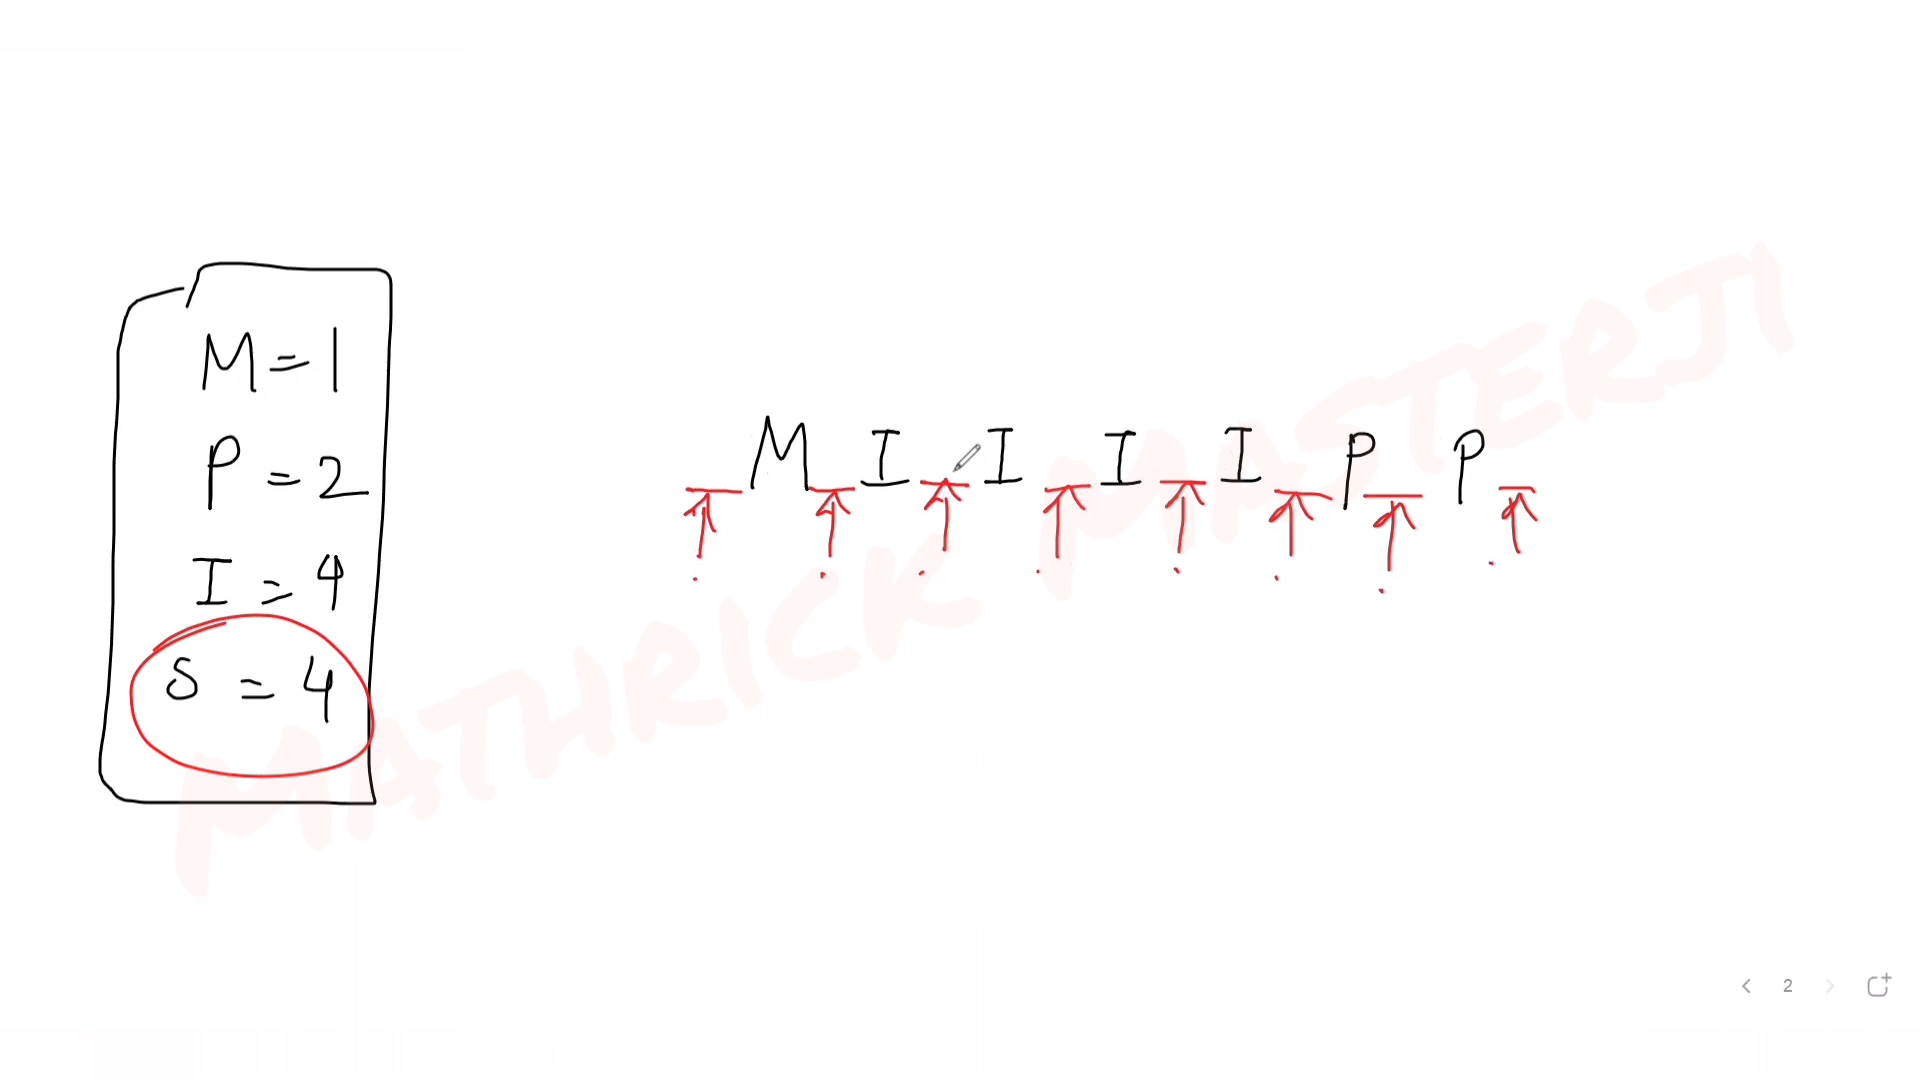 M = 1
P = 2
I = 4
S = 4
M I I I I P P
MATHRICK MASTERJI
2